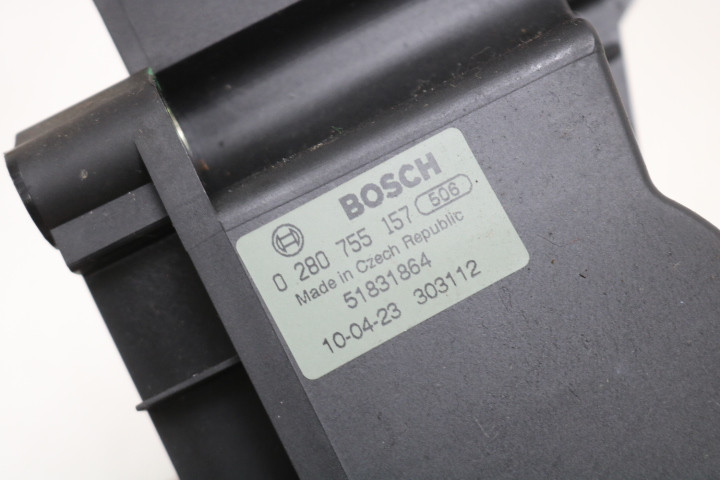 BOSCH
0 280 755 157 506
Made in Czech Republic
51831864
10-04-23 303112